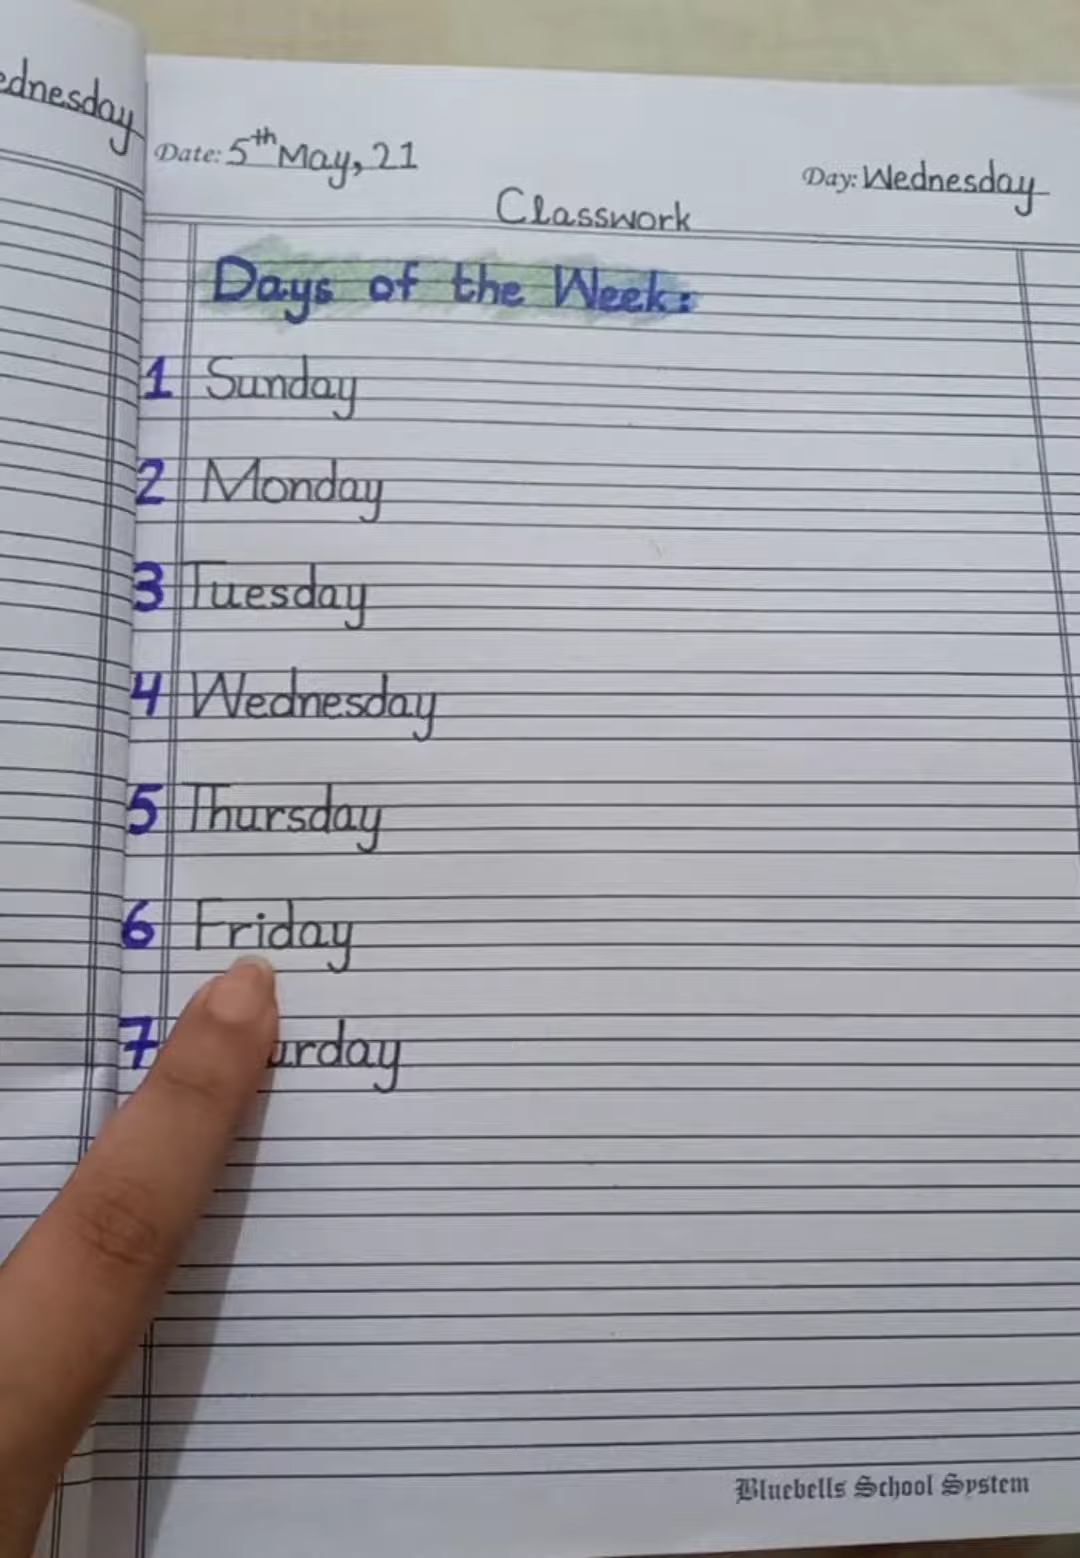 ednesday
Date: 5th May, 21
Day: Wednesday
Classwork
Days of the Week:
1 Sunday
2 Monday
3 Tuesday
4 Wednesday
5 Thursday
6 Friday
7 urday
Bluebells School System